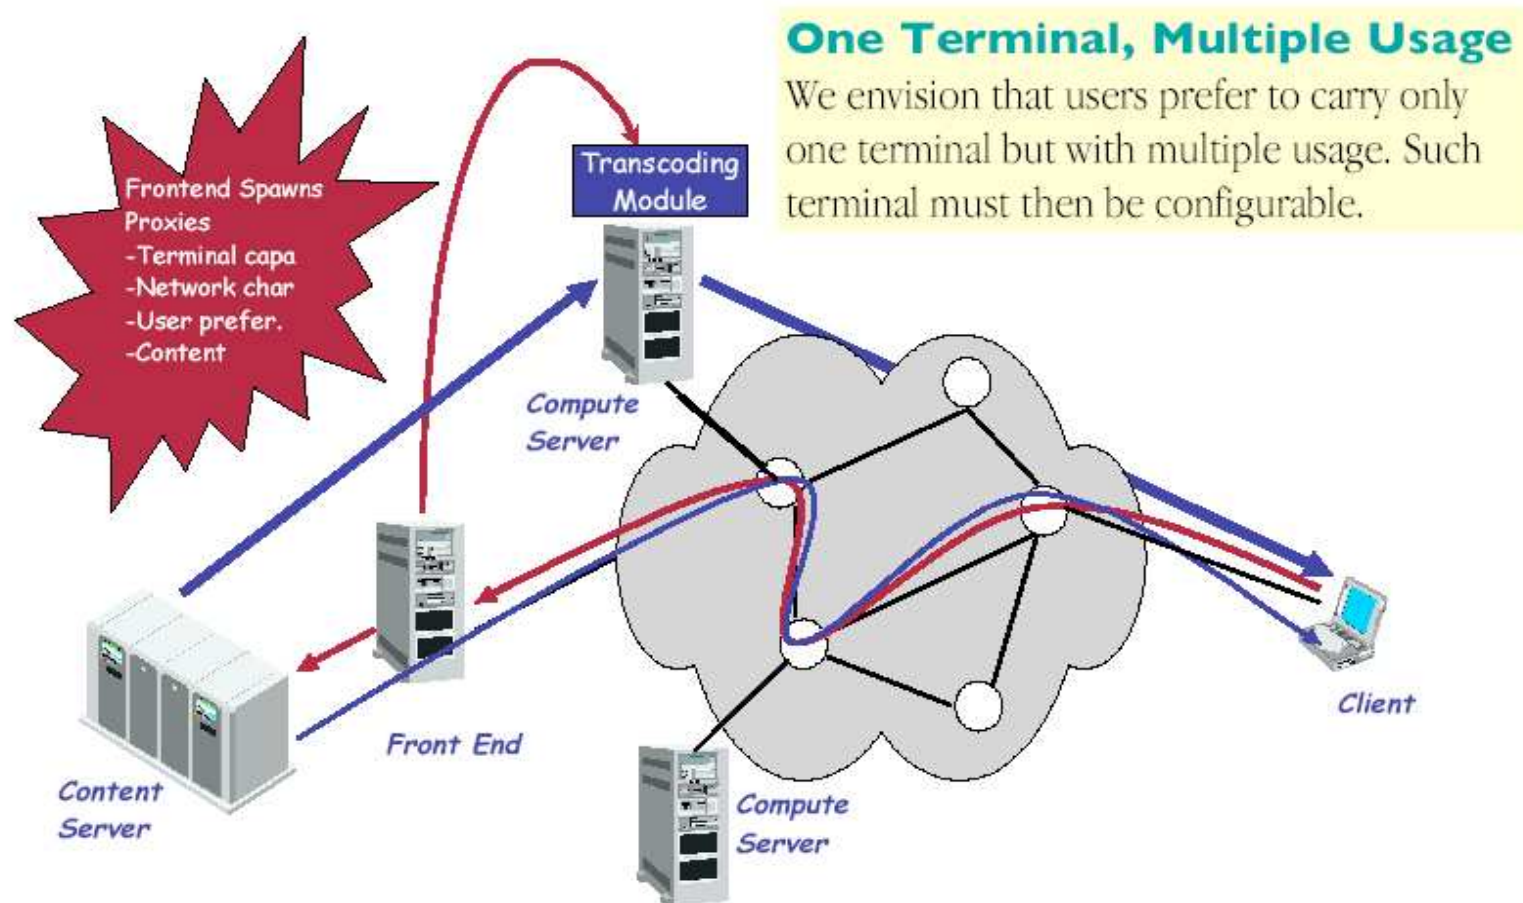 One Terminal, Multiple Usage
We envision that users prefer to carry only
one terminal but with multiple usage. Such
terminal must then be configurable.
Transcoding
Module
Frontend Spawns
Proxies
-Terminal capa
-Network char
-User prefer.
-Content
Compute
Server
Client
Front End
Content
Server
Compute
Server